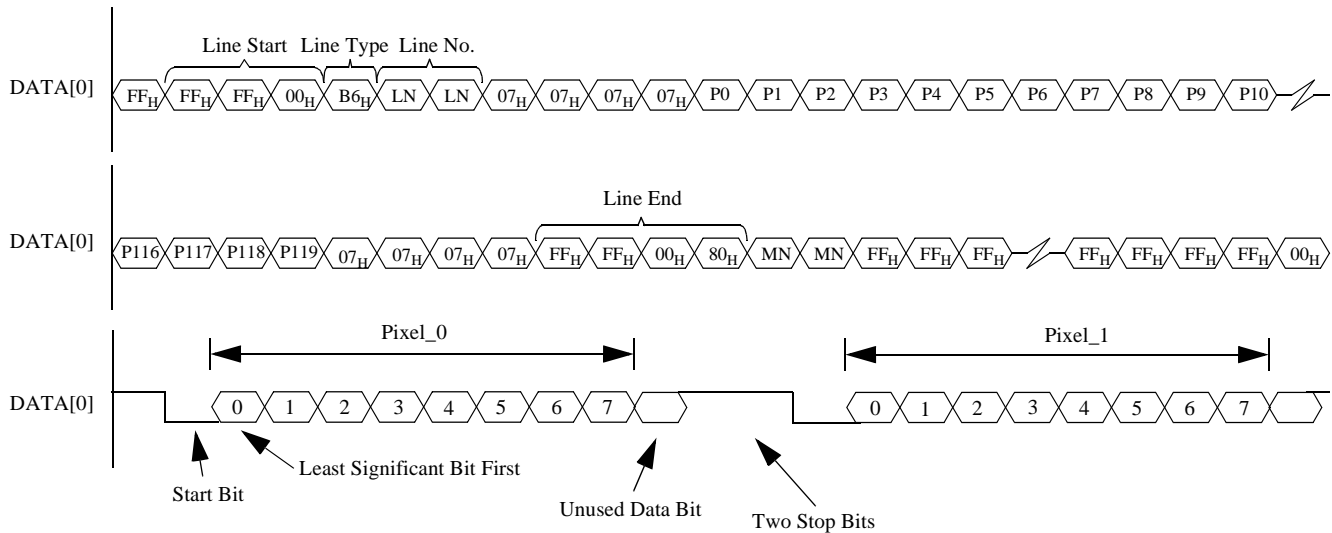 Line Start Line Type Line No.
DATA[0] FFH FFH FFH 00H B6H LN LN 07H 07H 07H 07H P0 P1 P2 P3 P4 P5 P6 P7 P8 P9 P10
Line End
DATA[0] P116 P117 P118 P119 07H 07H 07H 07H FFH FFH 00H 80H MN MN FFH FFH FFH FFH FFH FFH FFH 00H
Pixel_0 Pixel_1
DATA[0] 0 1 2 3 4 5 6 7 0 1 2 3 4 5 6 7
Least Significant Bit First
Start Bit Unused Data Bit Two Stop Bits